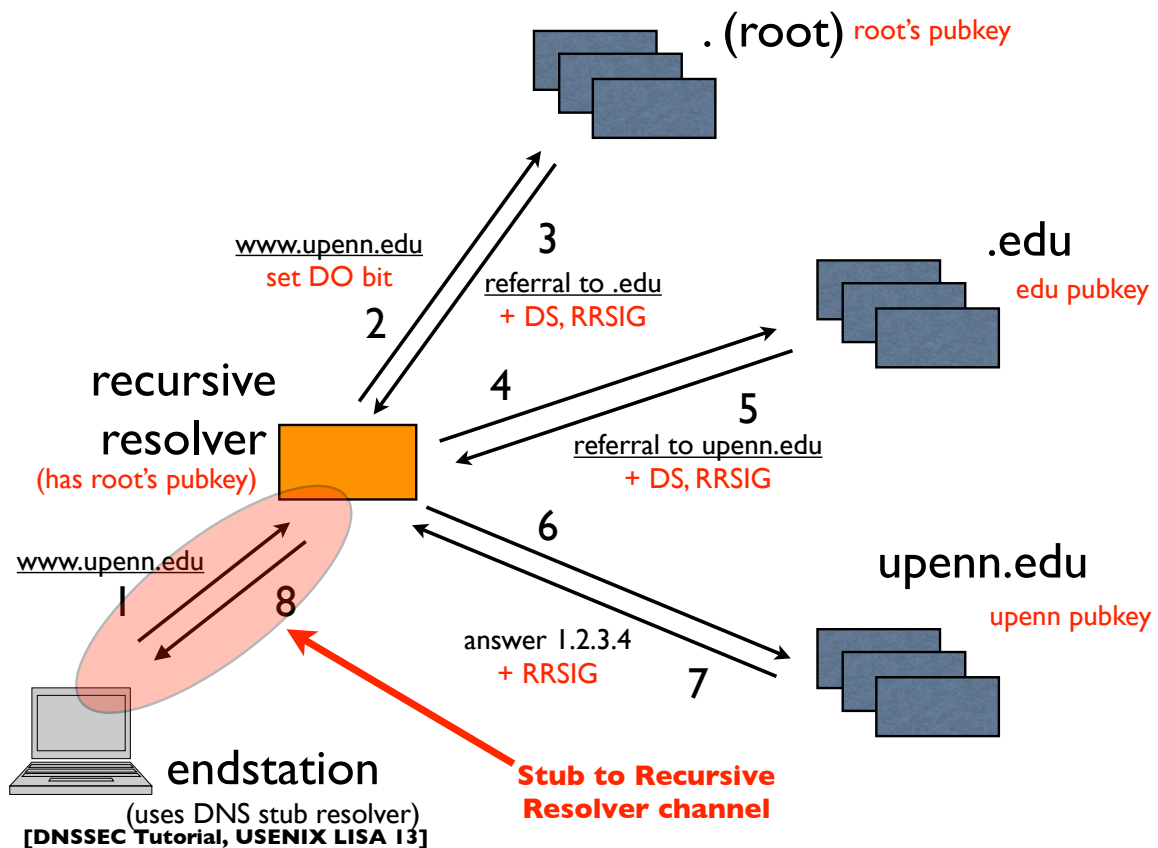 . (root) root's pubkey
www.upenn.edu
set DO bit
2
3
referral to .edu
+ DS, RRSIG
.edu
edu pubkey
4
5
referral to upenn.edu
+ DS, RRSIG
recursive
resolver
(has root's pubkey)
6
www.upenn.edu
1
8
answer 1.2.3.4
+ RRSIG
7
upenn.edu
upenn pubkey
endstation
(uses DNS stub resolver)
Stub to Recursive
Resolver channel
[DNSSEC Tutorial, USENIX LISA 13]